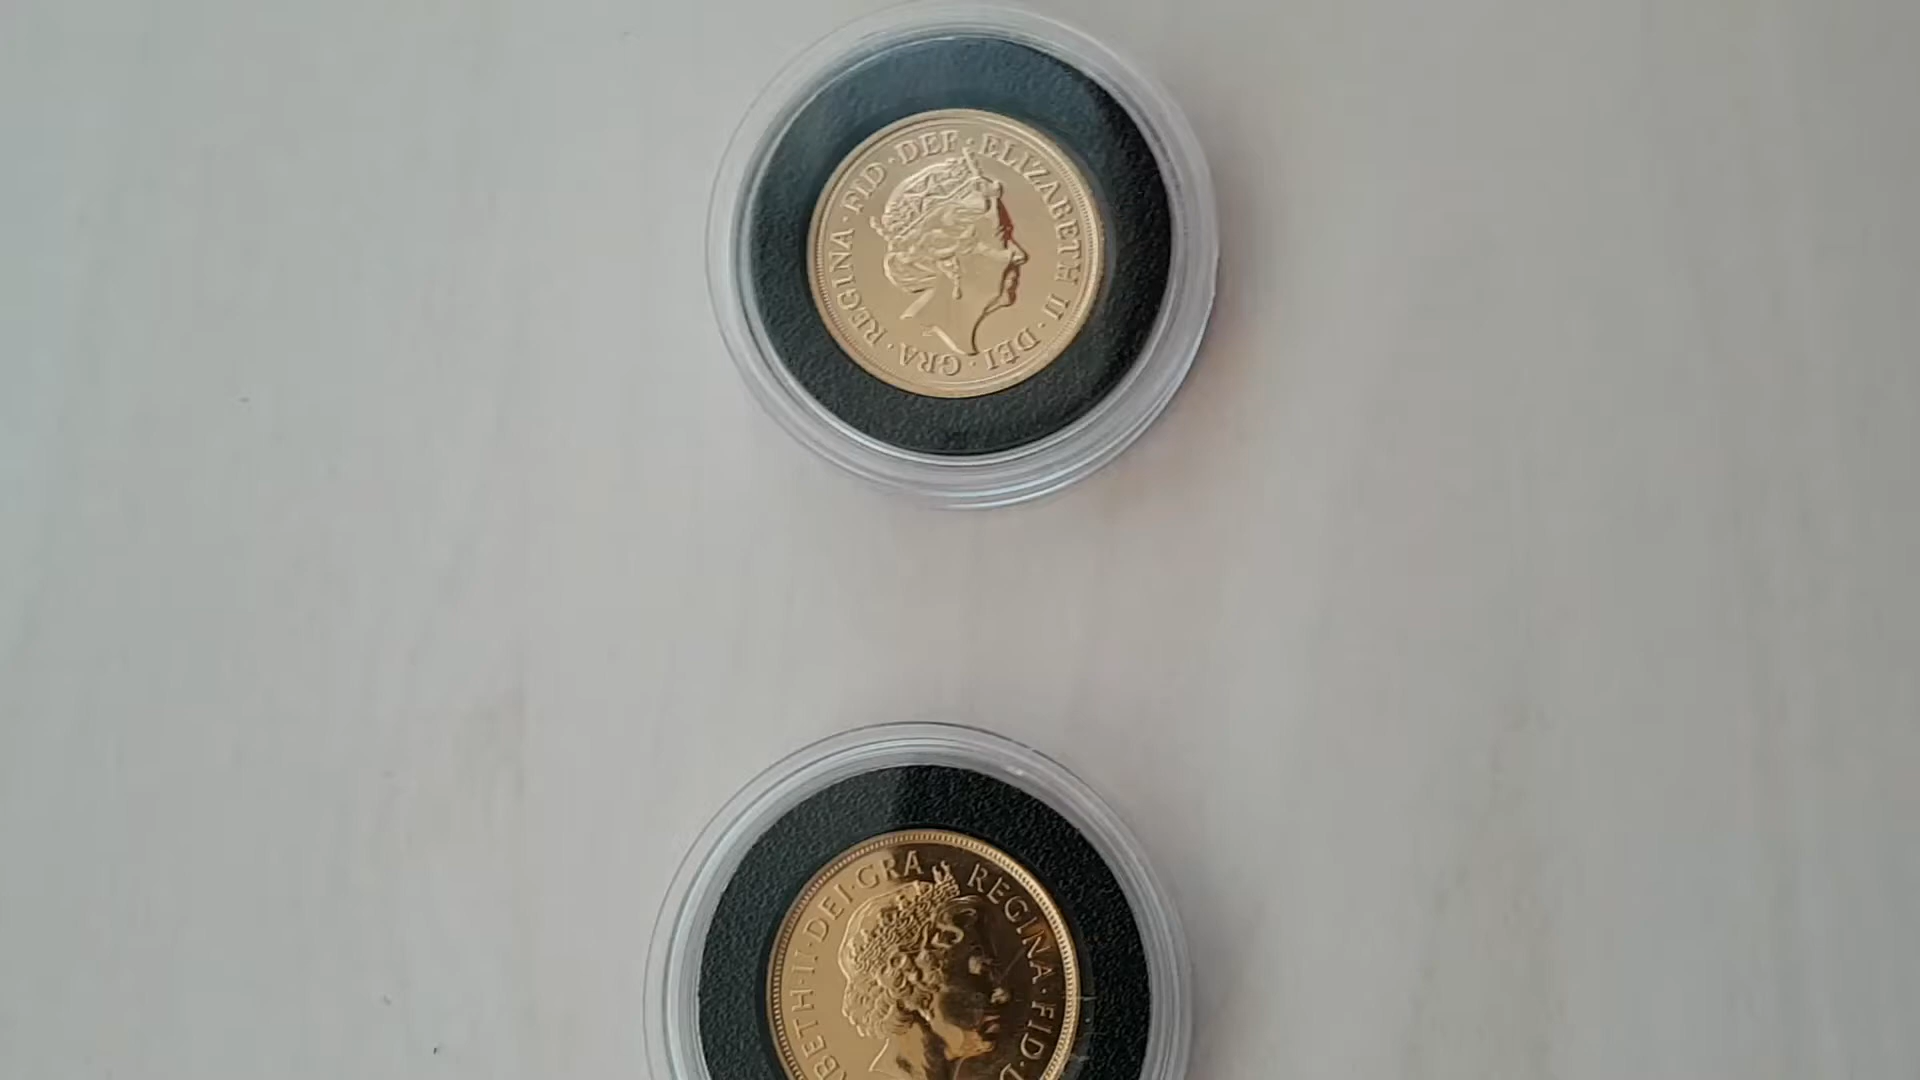 ELIZABETH II · DEI · GRA · REGINA · FID · DEF ·
BETH · II · DEI · GRA REGINA · FID ·